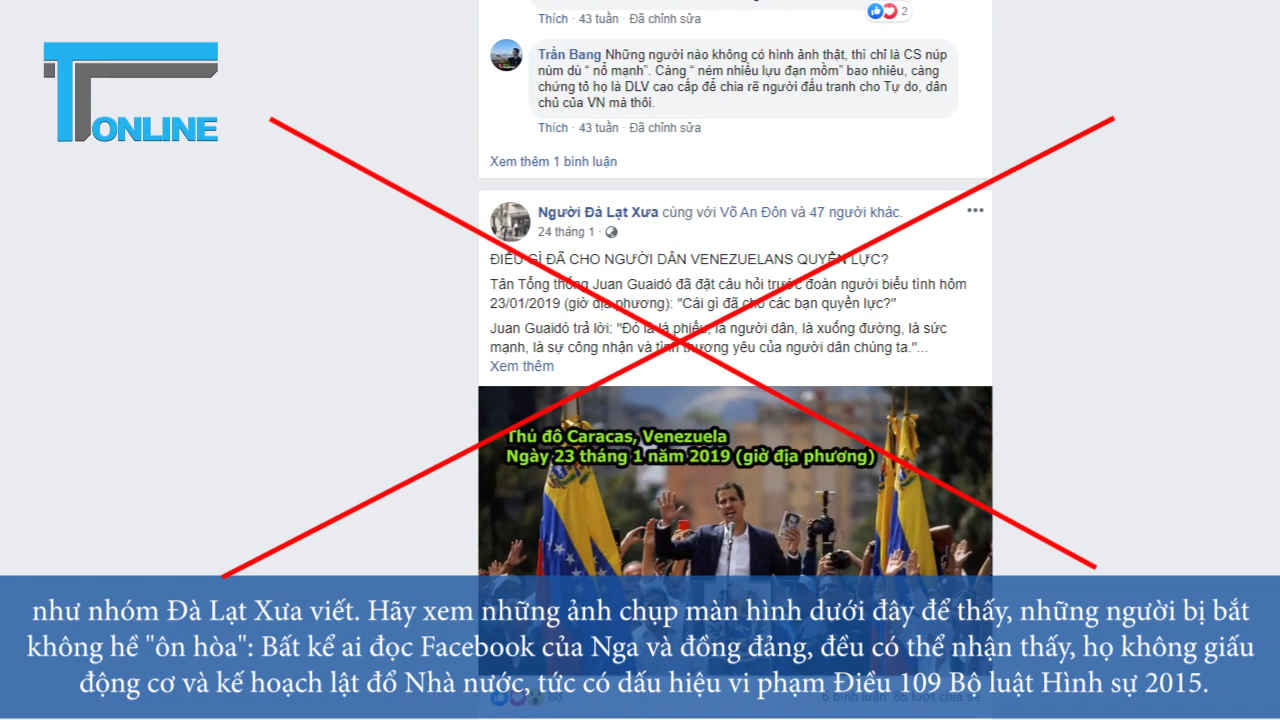 Thích · 43 tuần · Đã chỉnh sửa
2
TT ONLINE
Trần Bang Những người nào không có hình ảnh thật, thì chỉ là CS núp
núm dù “ nổ mạnh”. Càng “ ném nhiều lựu đạn mồm” bao nhiêu, càng
chứng tỏ họ là DLV cao cấp để chia rẽ người đấu tranh cho Tự do, dân
chủ của VN mà thôi.
Thích · 43 tuần · Đã chỉnh sửa
Xem thêm 1 bình luận
Người Đà Lạt Xưa cùng với Võ An Đôn và 47 người khác.
24 tháng 1 ·
ĐIỀU GÌ ĐÃ CHO NGƯỜI DÂN VENEZUELANS QUYỀN LỰC?
Tân Tổng thống Juan Guaidó đã đặt câu hỏi trước đoàn người biểu tình hôm
23/01/2019 (giờ địa phương): "Cái gì đã cho các bạn quyền lực?"
Juan Guaidó trả lời: "Đó là lá phiếu, là người dân, là xuống đường, là sức
mạnh, là sự công nhận và tình thương yêu của người dân chúng ta."...
Xem thêm
Thủ đô Caracas, Venezuela
Ngày 23 tháng 1 năm 2019 (giờ địa phương)
như nhóm Đà Lạt Xưa viết. Hãy xem những ảnh chụp màn hình dưới đây để thấy, những người bị bắt
không hề "ôn hòa": Bất kể ai đọc Facebook của Nga và đồng đảng, đều có thể nhận thấy, họ không giấu
động cơ và kế hoạch lật đổ Nhà nước, tức có dấu hiệu vi phạm Điều 109 Bộ luật Hình sự 2015.
88 6 bình luận 85 lượt chia sẻ